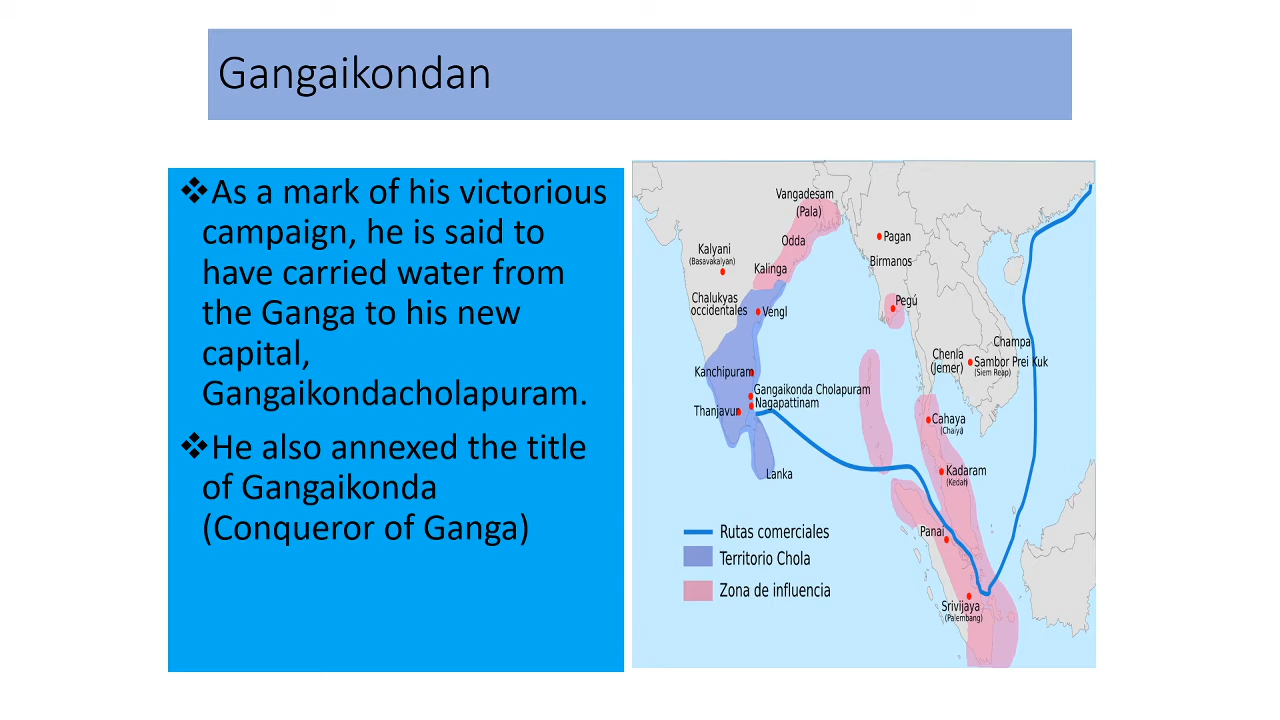 Gangaikondan
❖As a mark of his victorious
campaign, he is said to
have carried water from
the Ganga to his new
capital,
Gangaikondacholapuram.
❖He also annexed the title
of Gangaikonda
(Conqueror of Ganga)
Vangadesam
(Pala)
Odda
Kalinga
Kalyani
(Basavakalyan)
Chalukyas
occidentales
Vengl
Kanchipuram
Gangaikonda Cholapuram
Nagapattinam
Thanjavur
Lanka
Pagan
Birmanos
Pegú
Champa
Chenla
(Jemer)
Sambor Prei Kuk
(Siem Reap)
Cahaya
(Chaiya)
Kadaram
(Kedah)
Panai
Srivijaya
(Palembang)
Rutas comerciales
Territorio Chola
Zona de influencia